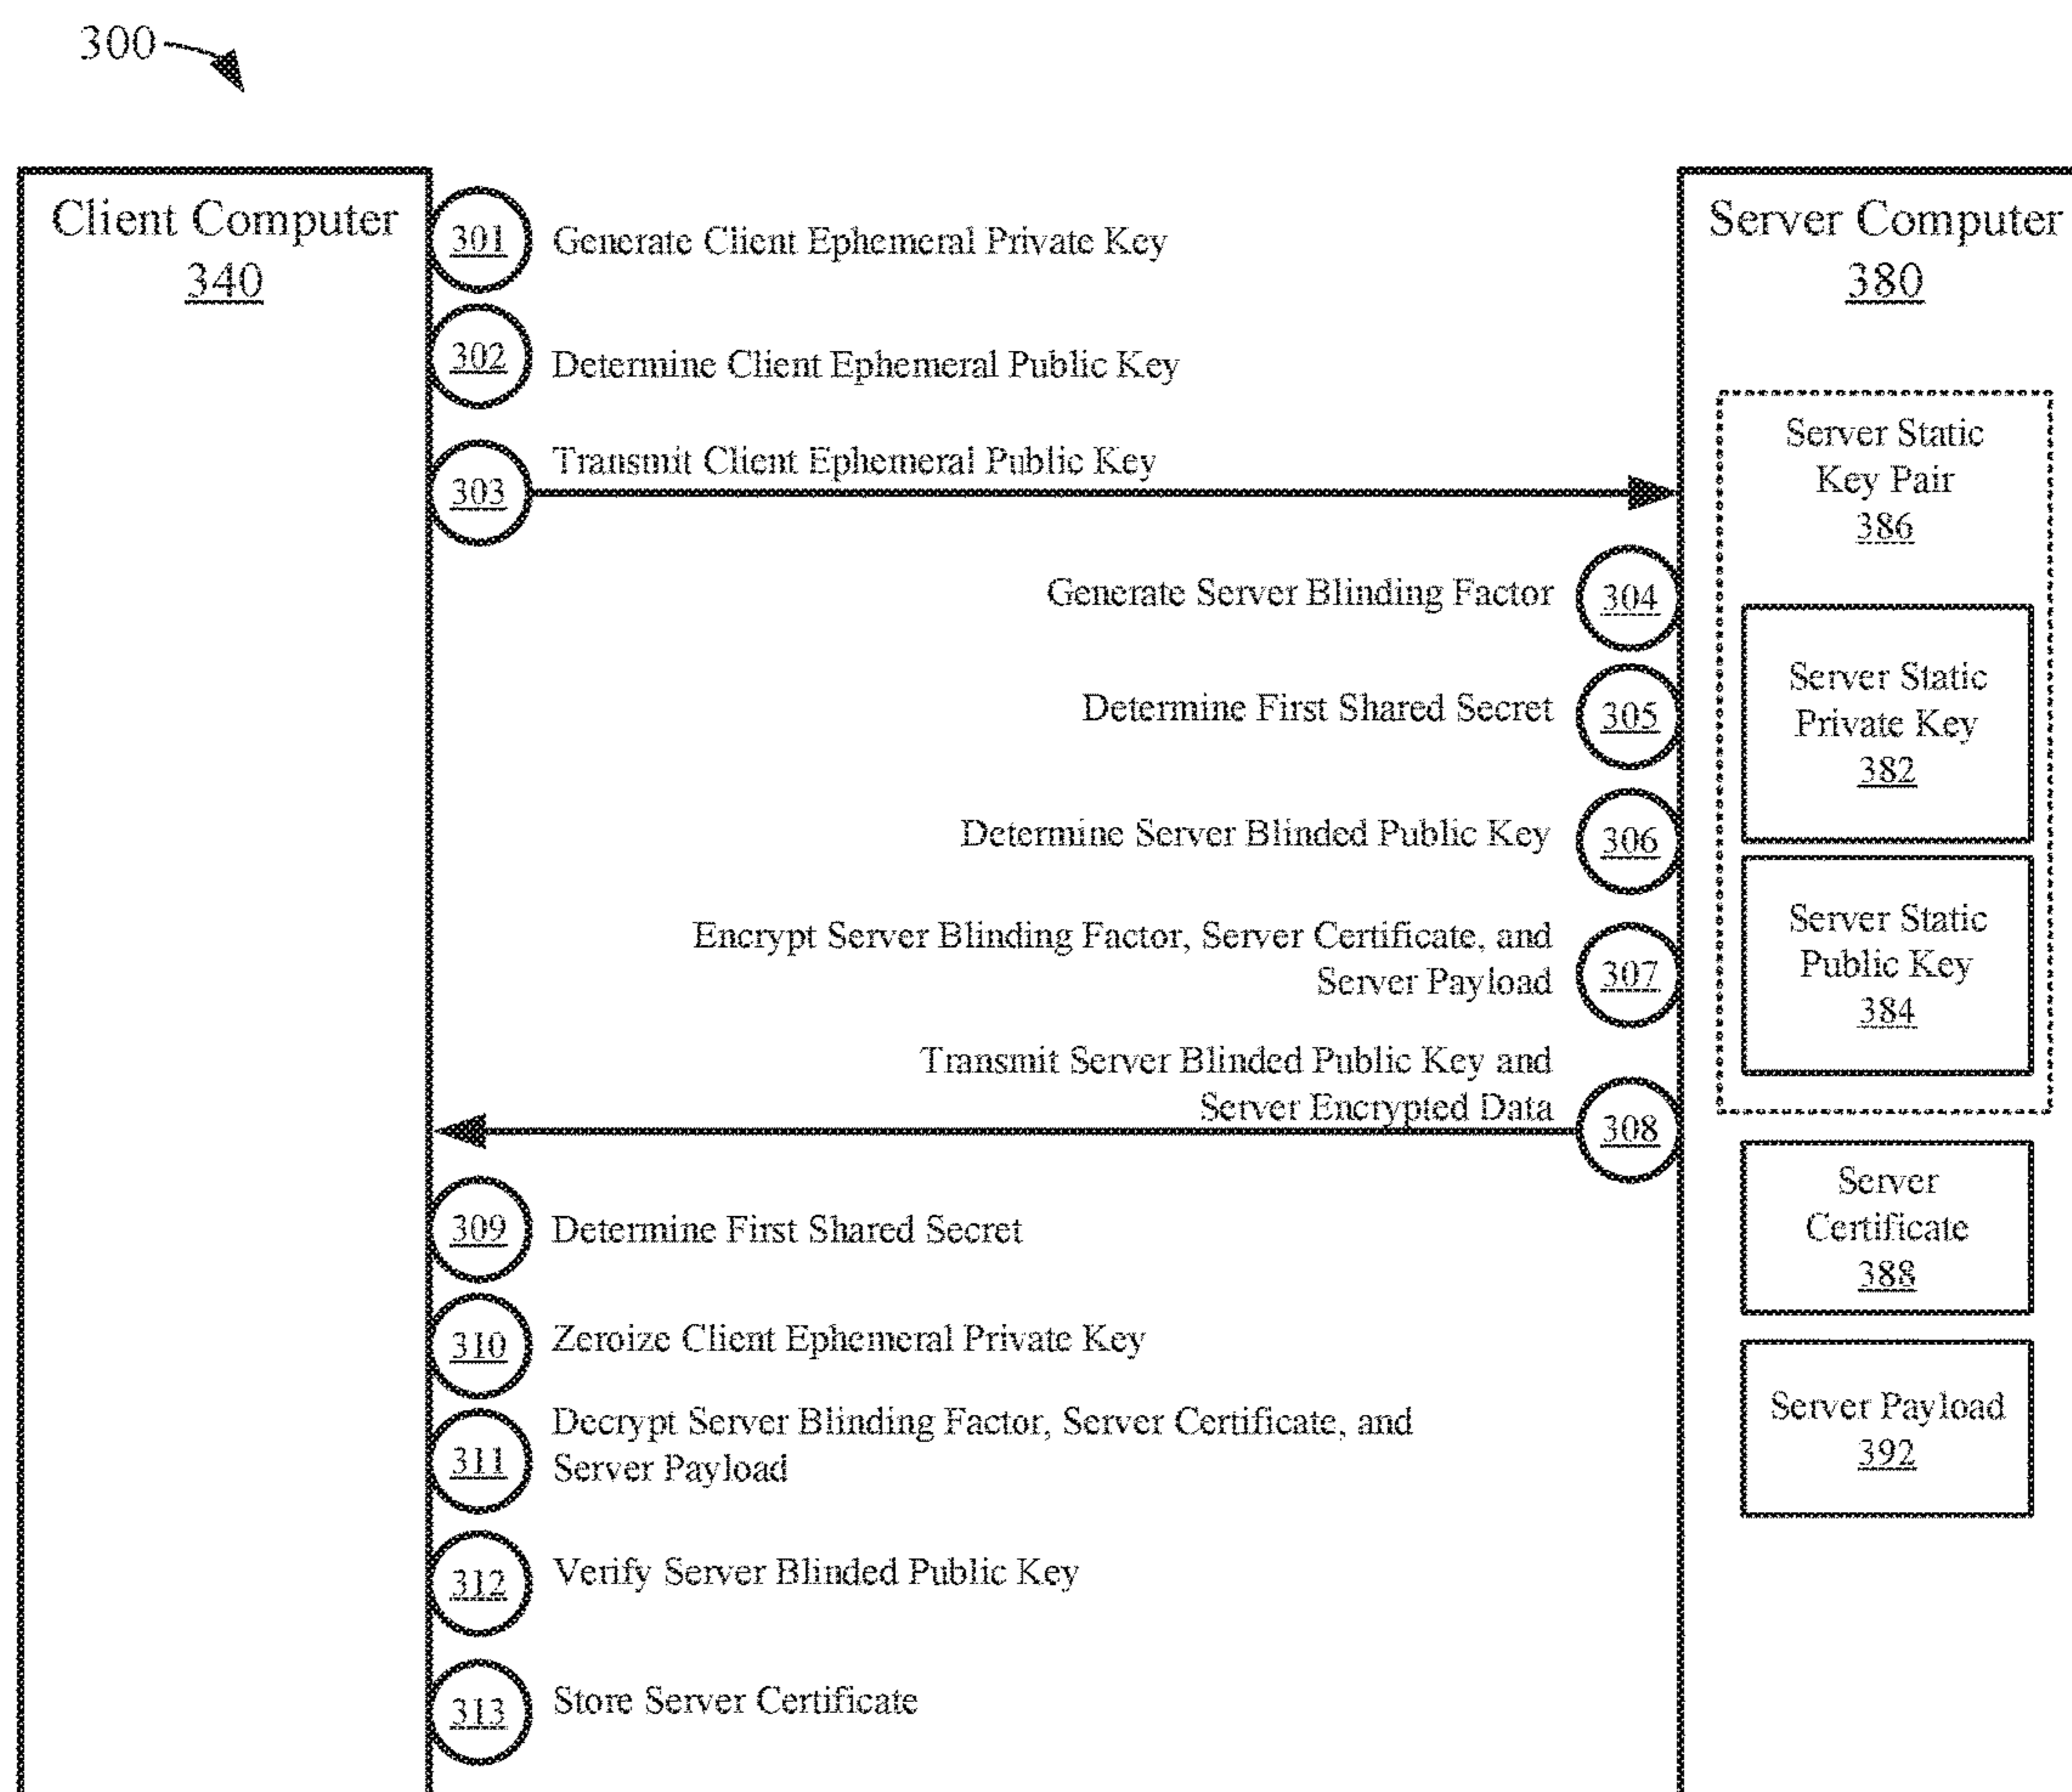 300
Client Computer
340
Server Computer
380
301
Generate Client Ephemeral Private Key
302
Determine Client Ephemeral Public Key
303
Transmit Client Ephemeral Public Key
Server Static
Key Pair
386
Generate Server Blinding Factor
304
Determine First Shared Secret
305
Server Static
Private Key
382
Determine Server Blinded Public Key
306
Encrypt Server Blinding Factor, Server Certificate, and
Server Payload
307
Server Static
Public Key
384
Transmit Server Blinded Public Key and
Server Encrypted Data
308
309
Determine First Shared Secret
Server
Certificate
388
310
Zeroize Client Ephemeral Private Key
311
Decrypt Server Blinding Factor, Server Certificate, and
Server Payload
Server Payload
392
312
Verify Server Blinded Public Key
313
Store Server Certificate